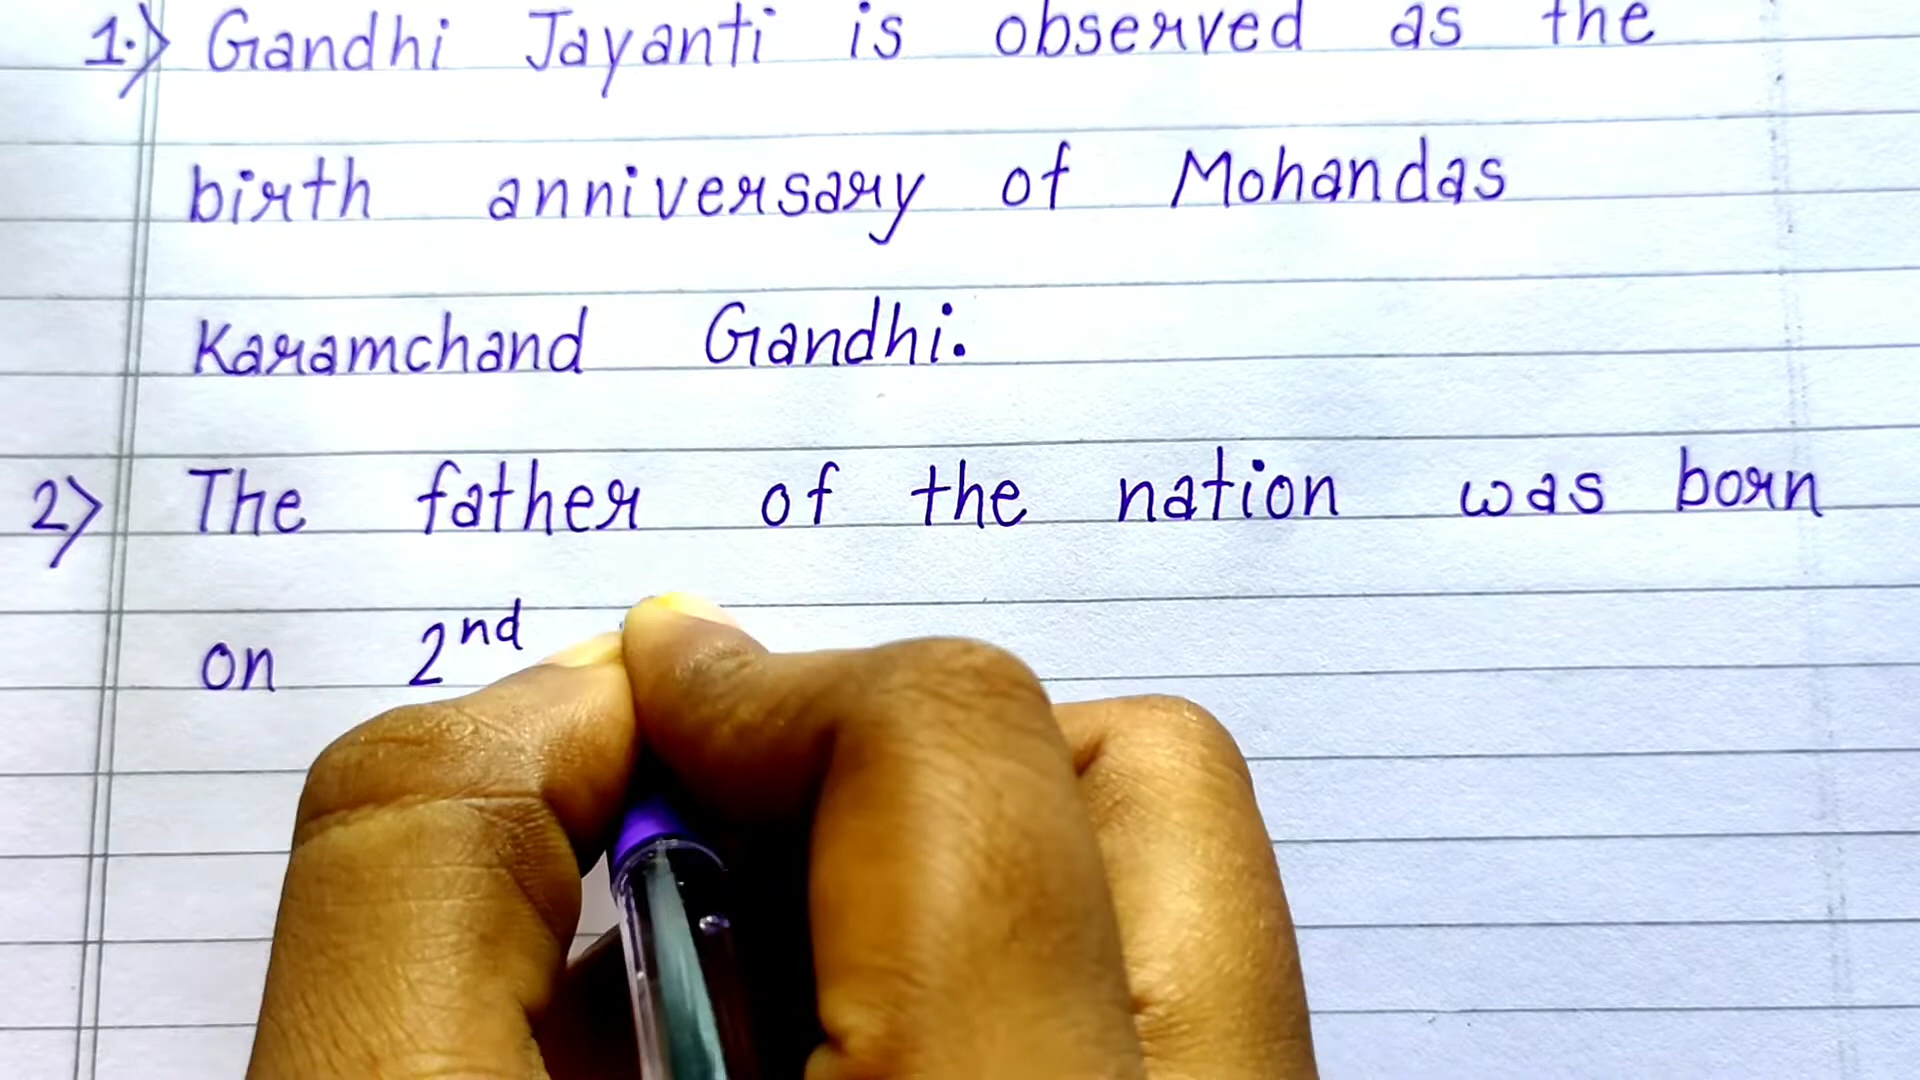 1.) Gandhi Jayanti is observed as the
birth anniversary of Mohandas
Karamchand Gandhi.
2) The father of the nation was born
on 2nd